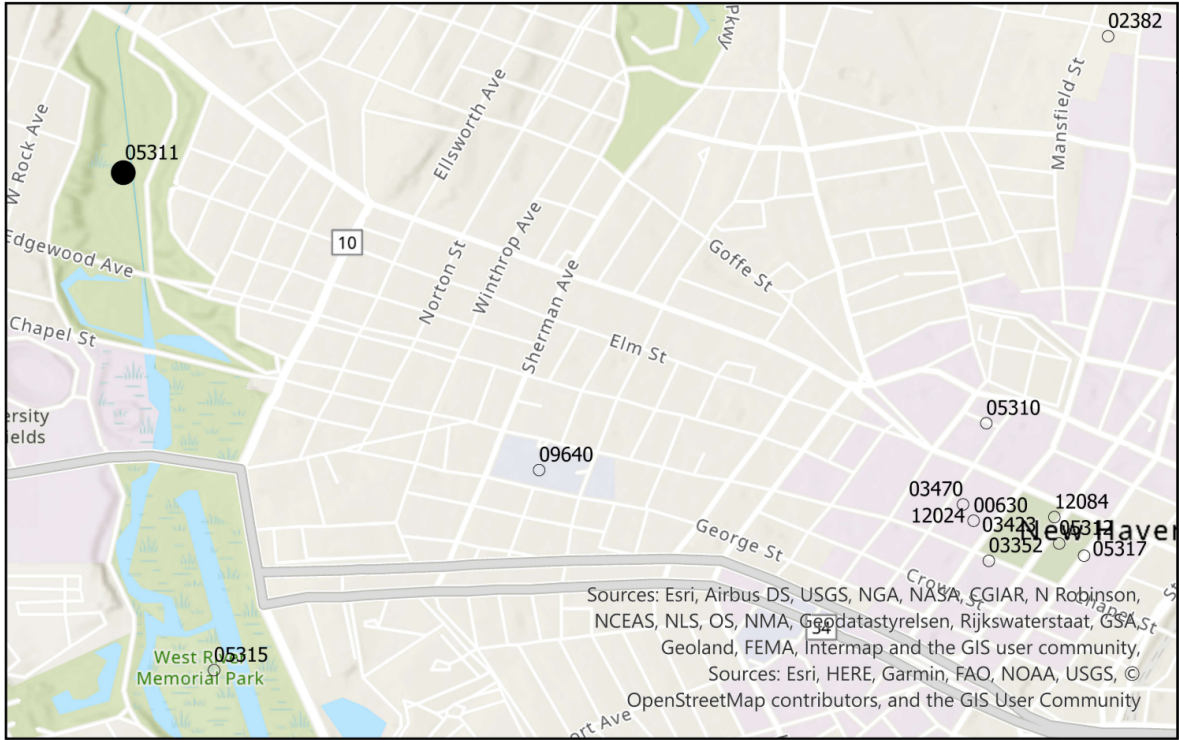 02382
Pkwy
Mansfield St
Ellsworth Ave
W Rock Ave
05311
10
Edgewood Ave
Norton St
Winthrop Ave
Sherman Ave
Goffe St
Chapel St
Elm St
ersity
ields
05310
09640
03470
00630
12084
12024
03423
New Haven
03352
05317
George St
Crown St
Chapel St
St
Sources: Esri, Airbus DS, USGS, NGA, NASA, CGIAR, N Robinson,
NCEAS, NLS, OS, NMA, Geodatastyrelsen, Rijkswaterstaat, GSA,
34
Geoland, FEMA, Intermap and the GIS user community,
Sources: Esri, HERE, Garmin, FAO, NOAA, USGS, ©
OpenStreetMap contributors, and the GIS User Community
05315
West River
Memorial Park
ort Ave